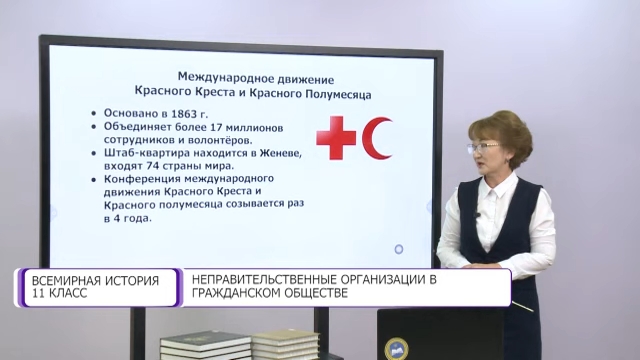 Международное движение
Красного Креста и Красного Полумесяца
• Основано в 1863 г.
• Объединяет более 17 миллионов
сотрудников и волонтёров.
• Штаб-квартира находится в Женеве,
входят 74 страны мира.
• Конференция международного
движения Красного Креста и
Красного полумесяца созывается раз
в 4 года.
ВСЕМИРНАЯ ИСТОРИЯ
11 КЛАСС
НЕПРАВИТЕЛЬСТВЕННЫЕ ОРГАНИЗАЦИИ В
ГРАЖДАНСКОМ ОБЩЕСТВЕ